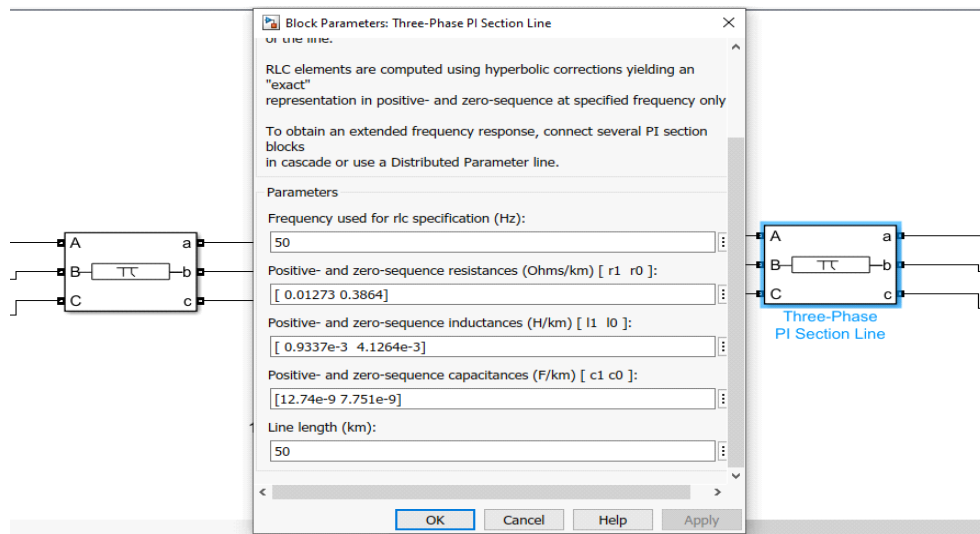 Block Parameters: Three-Phase PI Section Line
of the line.
RLC elements are computed using hyperbolic corrections yielding an
"exact"
representation in positive- and zero-sequence at specified frequency only
To obtain an extended frequency response, connect several PI section
blocks
in cascade or use a Distributed Parameter line.
Parameters
Frequency used for rlc specification (Hz):
50
Positive- and zero-sequence resistances (Ohms/km) [ r1 r0 ]:
[ 0.01273 0.3864]
Positive- and zero-sequence inductances (H/km) [ l1 l0 ]:
[ 0.9337e-3 4.1264e-3]
Positive- and zero-sequence capacitances (F/km) [ c1 c0 ]:
[12.74e-9 7.751e-9]
Line length (km):
50
OK Cancel Help Apply
A a
B b
C c
A a
B b
C c
Three-Phase
PI Section Line